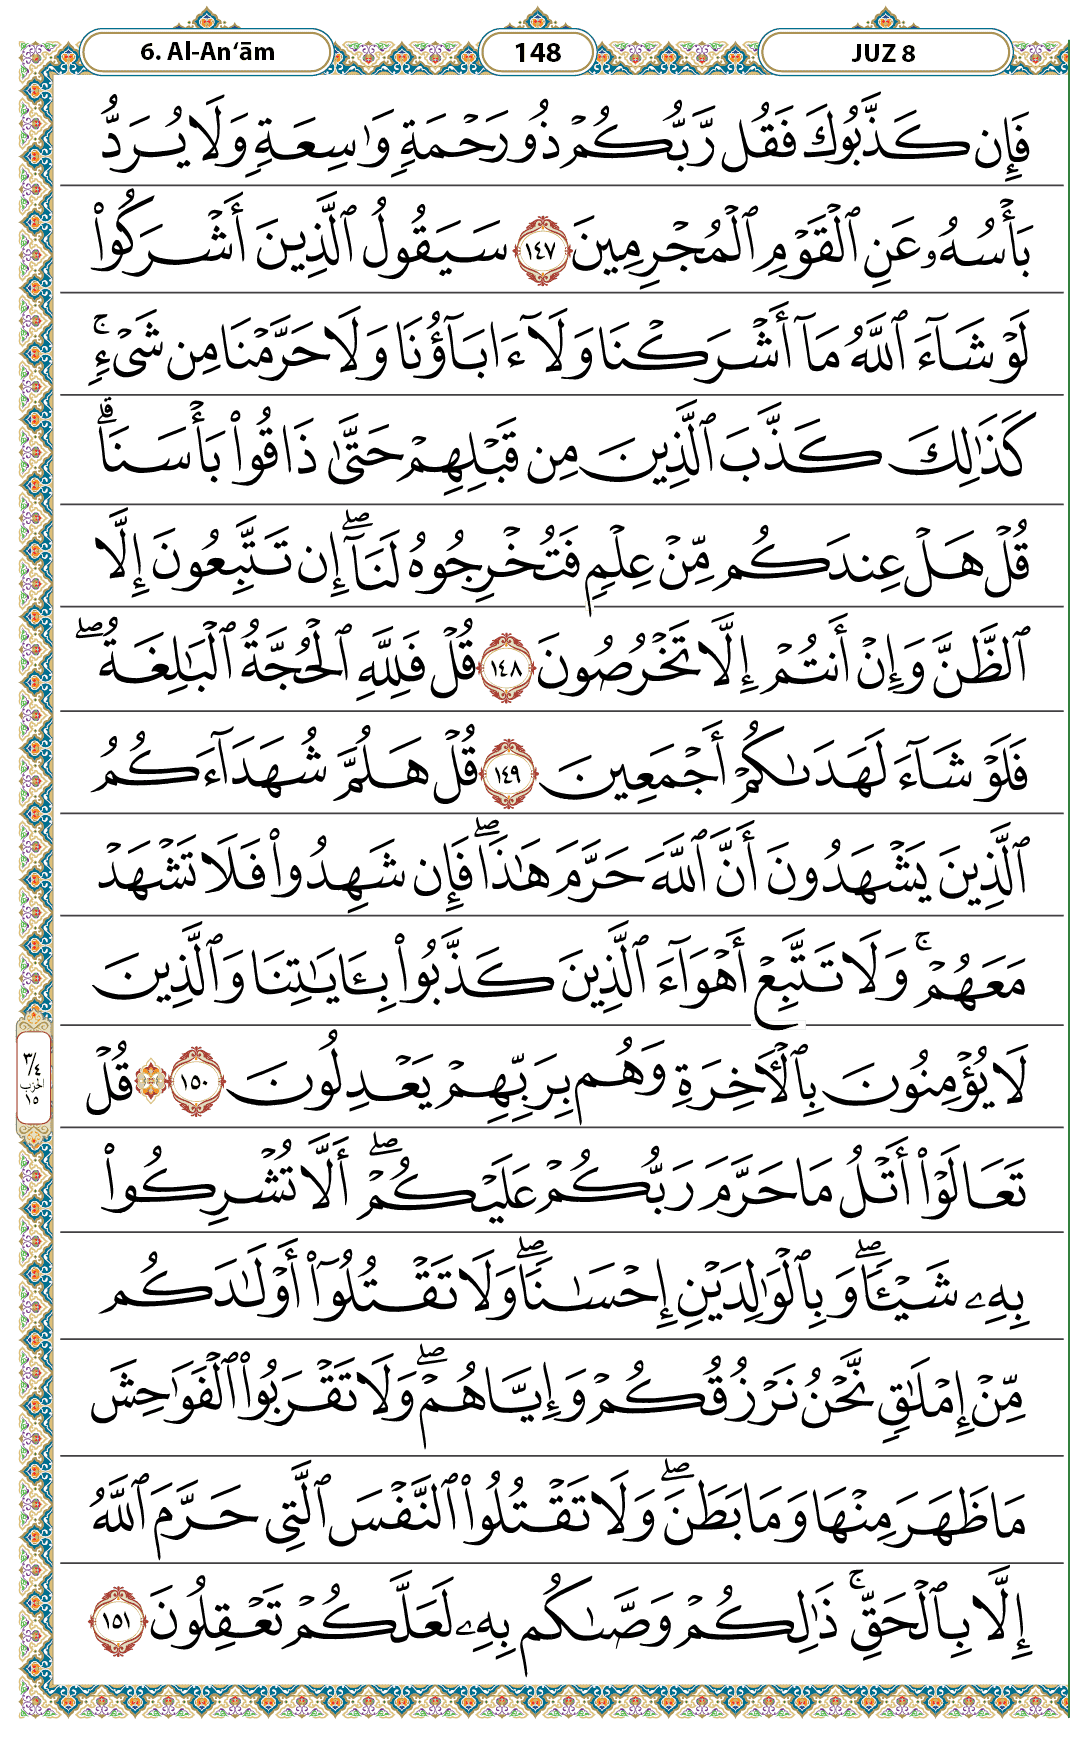 6. Al-An‘ām 148 JUZ 8
فَإِن كَذَّبُوكَ فَقُل رَّبُّكُمْ ذُو رَحْمَةٍ وَٰسِعَةٍ وَلَا يُرَدُّ
بَأْسُهُۥ عَنِ ٱلْقَوْمِ ٱلْمُجْرِمِينَ ١٤٧ سَيَقُولُ ٱلَّذِينَ أَشْرَكُوا۟
لَوْ شَآءَ ٱللَّهُ مَآ أَشْرَكْنَا وَلَآ ءَابَآؤُنَا وَلَا حَرَّمْنَا مِن شَىْءٍ ۚ
كَذَٰلِكَ كَذَّبَ ٱلَّذِينَ مِن قَبْلِهِمْ حَتَّىٰ ذَاقُوا۟ بَأْسَنَا ۗ
قُلْ هَلْ عِندَكُم مِّنْ عِلْمٍ فَتُخْرِجُوهُ لَنَآ ۖ إِن تَتَّبِعُونَ إِلَّا
ٱلظَّنَّ وَإِنْ أَنتُمْ إِلَّا تَخْرُصُونَ ١٤٨ قُلْ فَلِلَّهِ ٱلْحُجَّةُ ٱلْبَٰلِغَةُ ۖ
فَلَوْ شَآءَ لَهَدَىٰكُمْ أَجْمَعِينَ ١٤٩ قُلْ هَلُمَّ شُهَدَآءَكُمُ
ٱلَّذِينَ يَشْهَدُونَ أَنَّ ٱللَّهَ حَرَّمَ هَٰذَا ۖ فَإِن شَهِدُوا۟ فَلَا تَشْهَدْ
مَعَهُمْ ۚ وَلَا تَتَّبِعْ أَهْوَآءَ ٱلَّذِينَ كَذَّبُوا۟ بِـَٔايَٰتِنَا وَٱلَّذِينَ
لَا يُؤْمِنُونَ بِٱلْـَٔاخِرَةِ وَهُم بِرَبِّهِمْ يَعْدِلُونَ ١٥٠ ۞ قُلْ
٣/٤ الحزب ١٥
تَعَالَوْا۟ أَتْلُ مَا حَرَّمَ رَبُّكُمْ عَلَيْكُمْ ۖ أَلَّا تُشْرِكُوا۟
بِهِۦ شَيْـًٔا ۖ وَبِٱلْوَٰلِدَيْنِ إِحْسَٰنًا ۖ وَلَا تَقْتُلُوٓا۟ أَوْلَٰدَكُم
مِّنْ إِمْلَٰقٍ نَّحْنُ نَرْزُقُكُمْ وَإِيَّاهُمْ ۖ وَلَا تَقْرَبُوا۟ ٱلْفَوَٰحِشَ
مَا ظَهَرَ مِنْهَا وَمَا بَطَنَ ۖ وَلَا تَقْتُلُوا۟ ٱلنَّفْسَ ٱلَّتِى حَرَّمَ ٱللَّهُ
إِلَّا بِٱلْحَقِّ ۚ ذَٰلِكُمْ وَصَّىٰكُم بِهِۦ لَعَلَّكُمْ تَعْقِلُونَ ١٥١